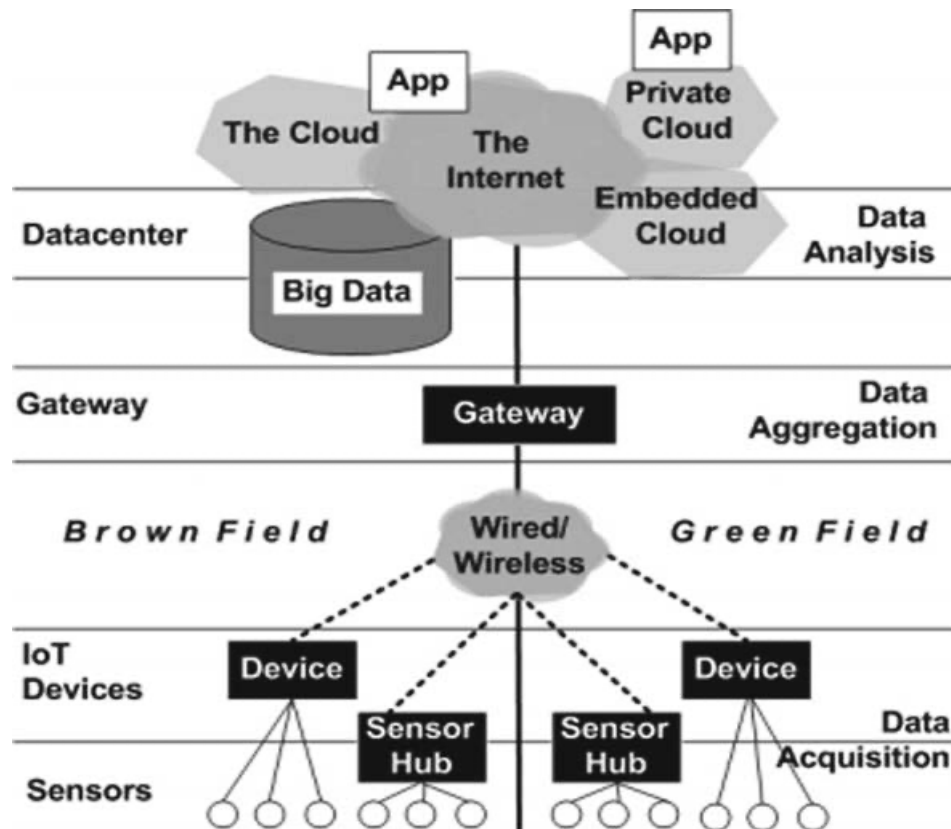 App
App
The Cloud
The
Internet
Private
Cloud
Embedded
Cloud
Datacenter
Data
Analysis
Big Data
Gateway
Gateway
Data
Aggregation
Brown Field
Wired/
Wireless
Green Field
IoT
Devices
Device
Device
Sensor
Hub
Sensor
Hub
Data
Acquisition
Sensors